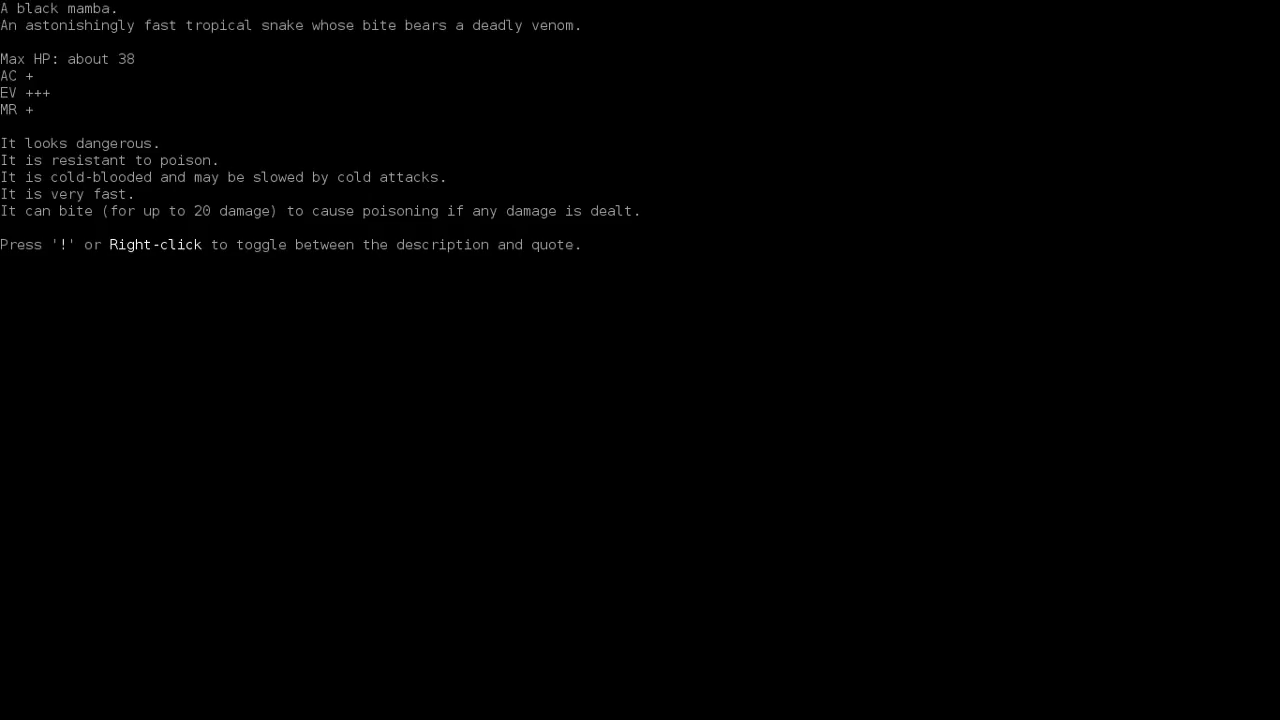 A black mamba.
An astonishingly fast tropical snake whose bite bears a deadly venom.
Max HP: about 38
AC +
EV +++
MR +
It looks dangerous.
It is resistant to poison.
It is cold-blooded and may be slowed by cold attacks.
It is very fast.
It can bite (for up to 20 damage) to cause poisoning if any damage is dealt.
Press '!' or Right-click to toggle between the description and quote.